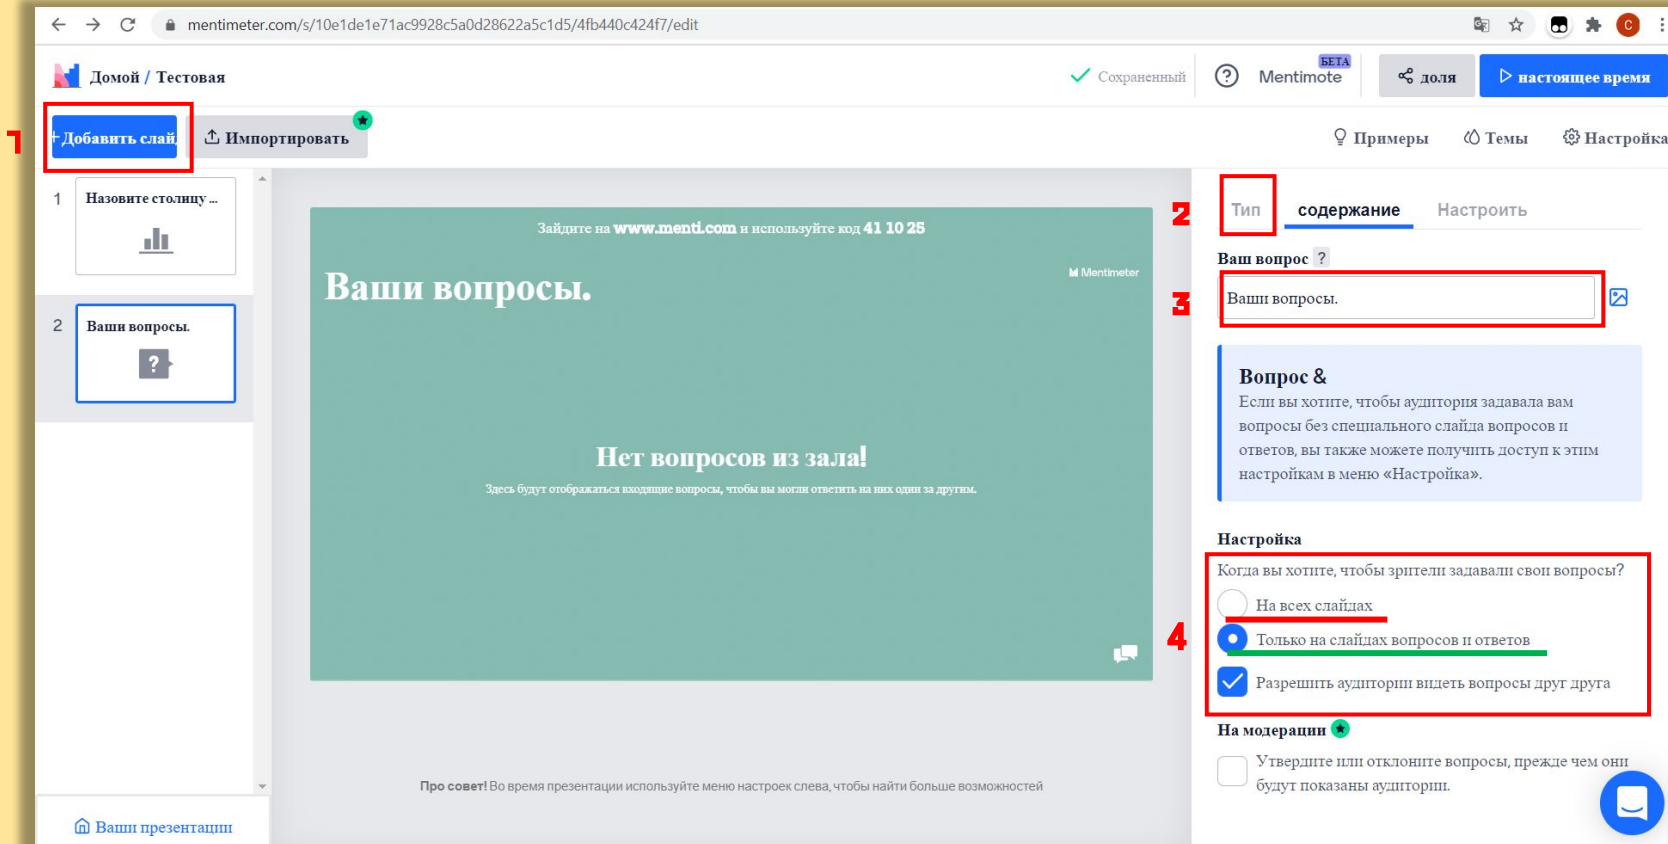 mentimeter.com/s/10e1de1e71ac9928c5a0d28622a5c1d5/4fb440c424f7/edit
C
Домой / Тестовая
Сохраненный
?
Mentimote
БЕТА
доля
настоящее время
1
+Добавить слай
Импортировать
Примеры
Темы
Настройка
1
Назовите столицу ...
2
Ваши вопросы.
?
Зайдите на www.menti.com и используйте код 41 10 25
Ваши вопросы.
Mentimeter
Нет вопросов из зала!
Здесь будут отображаться входящие вопросы, чтобы вы могли ответить на них один за другим.
Про совет! Во время презентации используйте меню настроек слева, чтобы найти больше возможностей
Ваши презентации
2
Тип
содержание
Настроить
Ваш вопрос ?
3
Ваши вопросы.
Вопрос &
Если вы хотите, чтобы аудитория задавала вам
вопросы без специального слайда вопросов и
ответов, вы также можете получить доступ к этим
настройкам в меню «Настройка».
Настройка
Когда вы хотите, чтобы зрители задавали свои вопросы?
На всех слайдах
4
Только на слайдах вопросов и ответов
Разрешить аудитории видеть вопросы друг друга
На модерации
Утвердите или отклоните вопросы, прежде чем они
будут показаны аудитории.